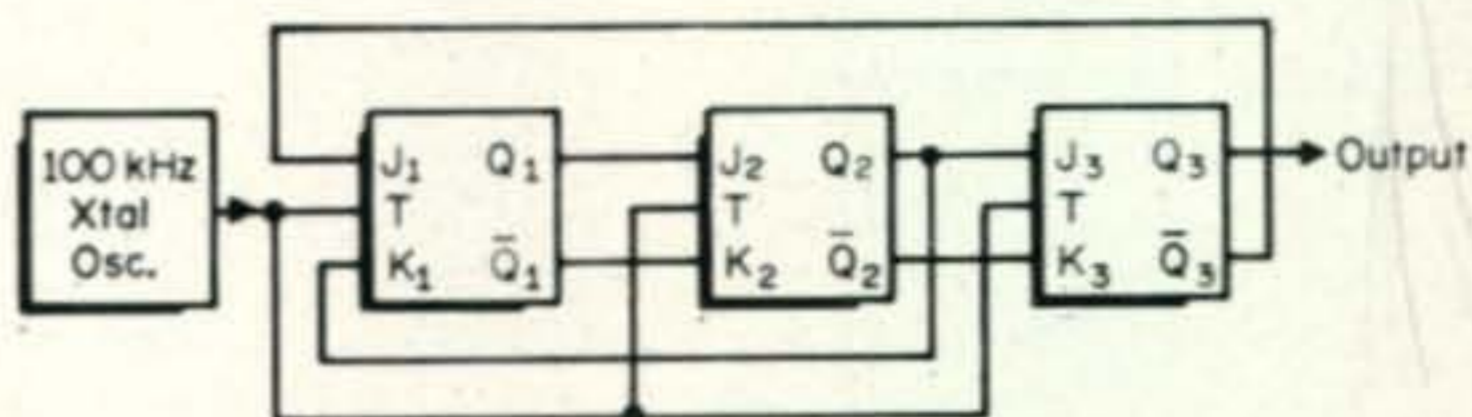 100 kHz
Xtal
Osc.
J₁ Q₁
T
K₁ Q̅₁
J₂ Q₂
T
K₂ Q̅₂
J₃ Q₃
T
K₃ Q̅₃
Output